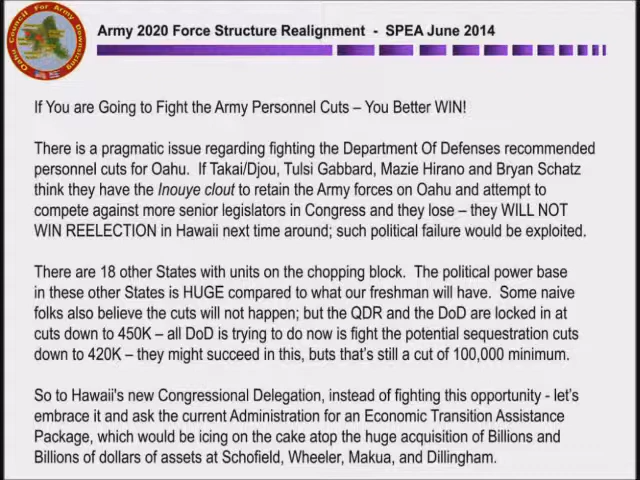 Oahu Council For Army Downsizing
Army 2020 Force Structure Realignment - SPEA June 2014
If You are Going to Fight the Army Personnel Cuts – You Better WIN!
There is a pragmatic issue regarding fighting the Department Of Defenses recommended
personnel cuts for Oahu. If Takai/Djou, Tulsi Gabbard, Mazie Hirono and Bryan Schatz
think they have the Inouye clout to retain the Army forces on Oahu and attempt to
compete against more senior legislators in Congress and they lose – they WILL NOT
WIN REELECTION in Hawaii next time around; such political failure would be exploited.
There are 18 other States with units on the chopping block. The political power base
in these other States is HUGE compared to what our freshman will have. Some naive
folks also believe the cuts will not happen; but the QDR and the DoD are locked in at
cuts down to 450K – all DoD is trying to do now is fight the potential sequestration cuts
down to 420K – they might succeed in this, buts that's still a cut of 100,000 minimum.
So to Hawaii's new Congressional Delegation, instead of fighting this opportunity - let's
embrace it and ask the current Administration for an Economic Transition Assistance
Package, which would be icing on the cake atop the huge acquisition of Billions and
Billions of dollars of assets at Schofield, Wheeler, Makua, and Dillingham.